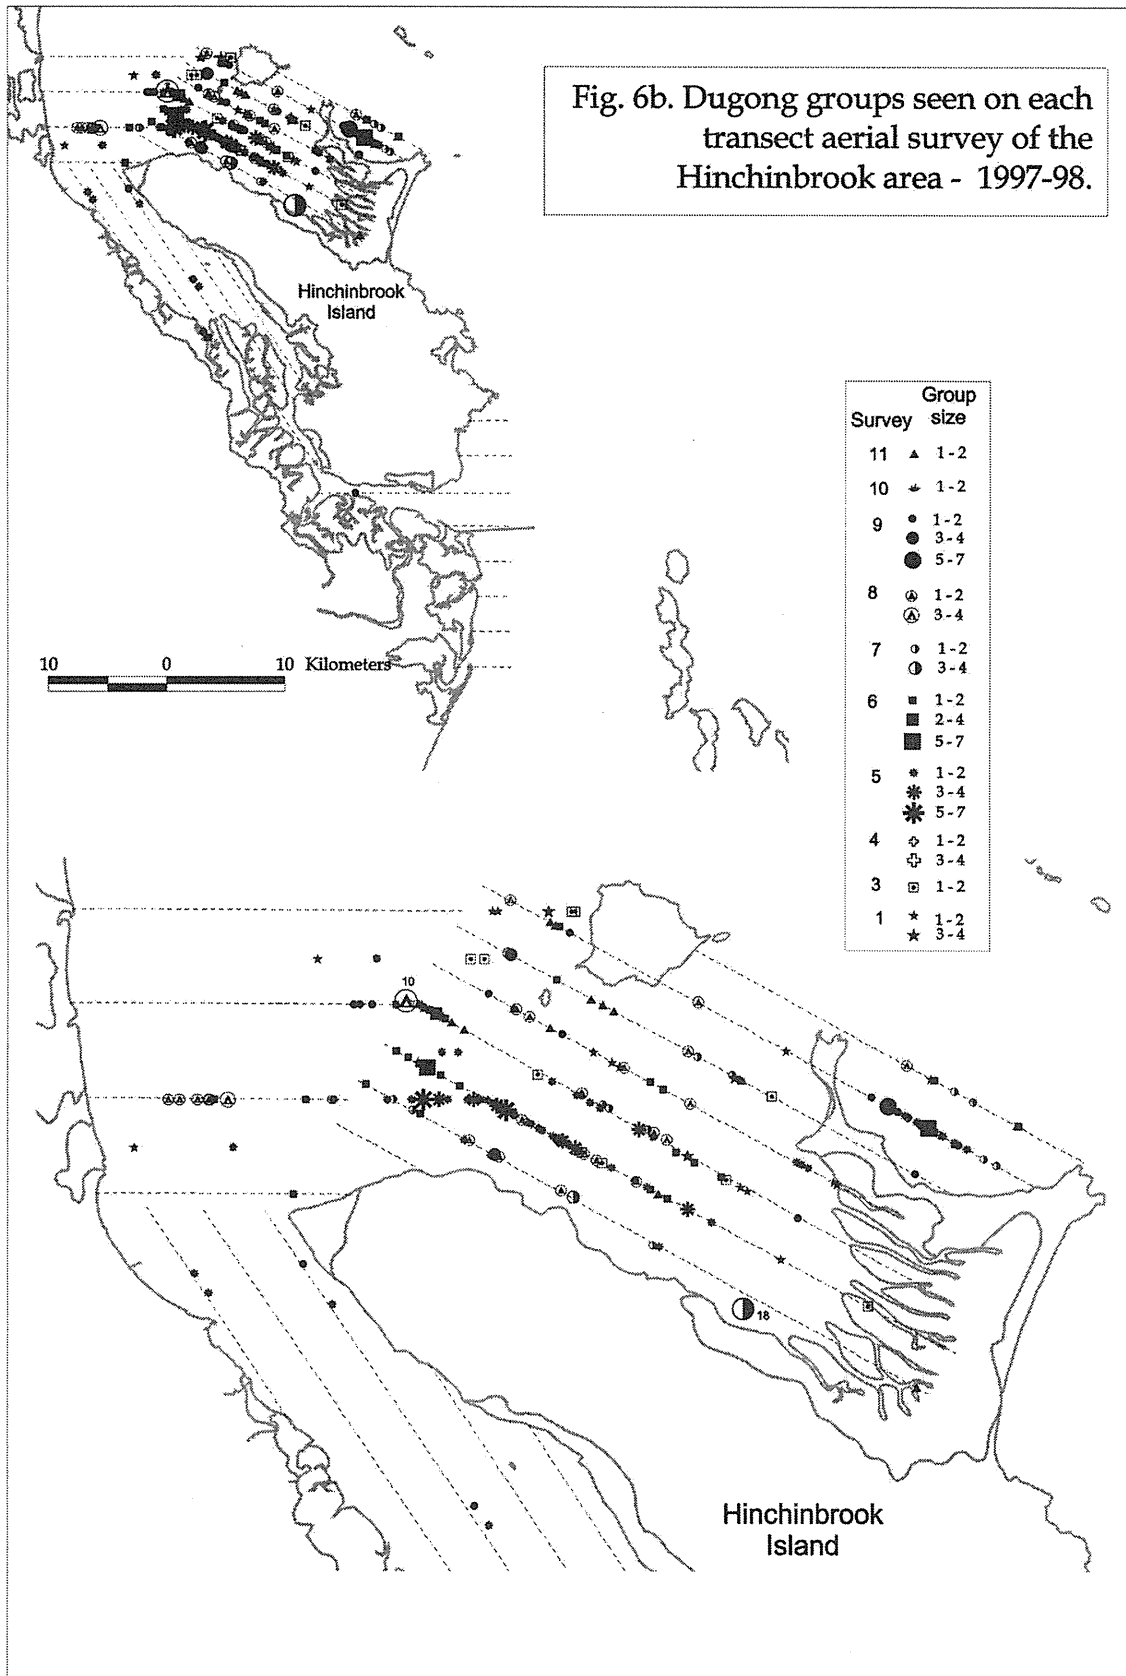 Fig. 6b. Dugong groups seen on each
transect aerial survey of the
Hinchinbrook area - 1997-98.
Hinchinbrook
Island
10 0 10 Kilometers
Group
Survey size
11 1-2
10 1-2
9 1-2
3-4
5-7
8 1-2
3-4
7 1-2
3-4
6 1-2
2-4
5-7
5 1-2
3-4
5-7
4 1-2
3-4
3 1-2
1 1-2
3-4
10
18
Hinchinbrook
Island